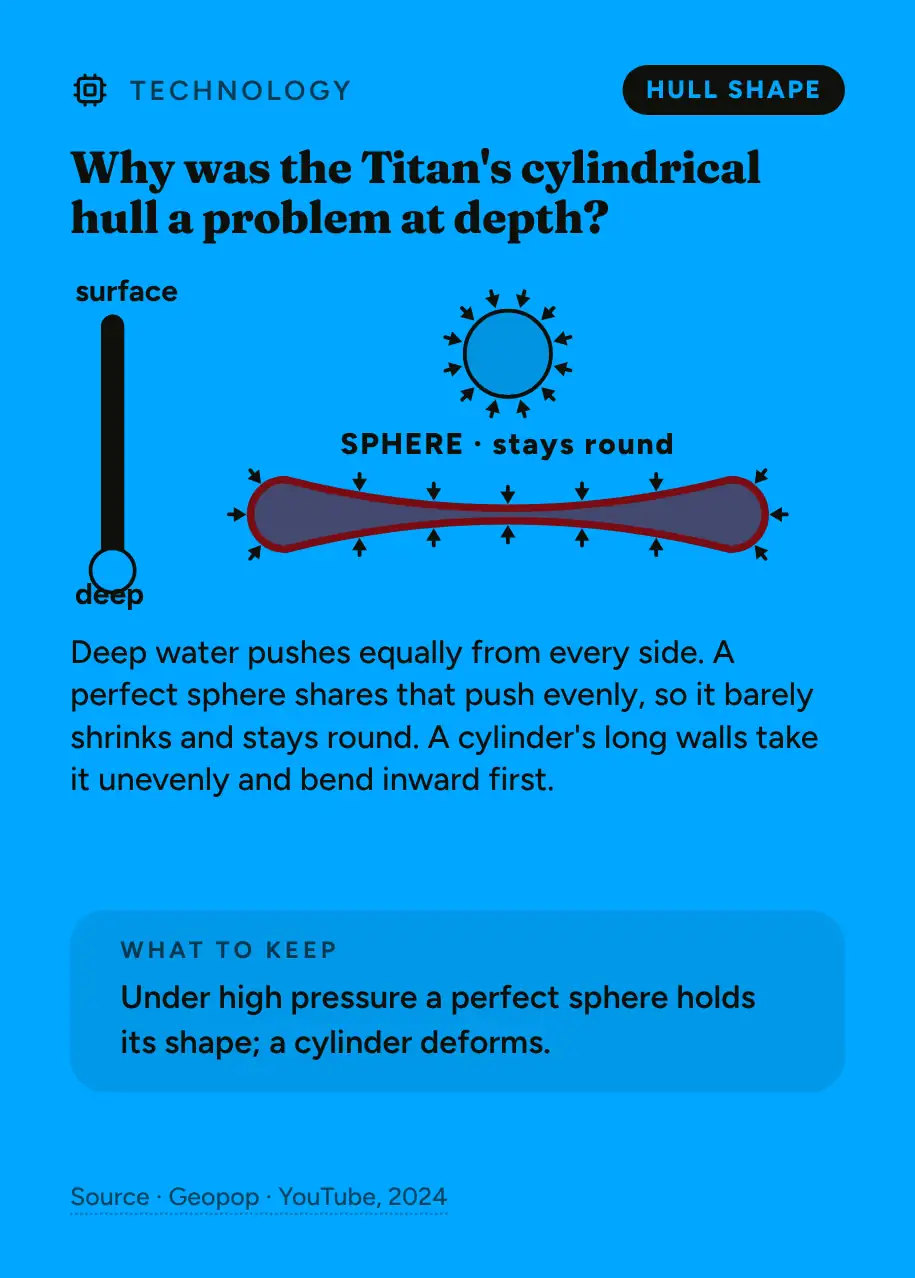 TECHNOLOGY
HULL SHAPE
Why was the Titan's cylindrical
hull a problem at depth?
surface
SPHERE · stays round
deep
Deep water pushes equally from every side. A
perfect sphere shares that push evenly, so it barely
shrinks and stays round. A cylinder's long walls take
it unevenly and bend inward first.
WHAT TO KEEP
Under high pressure a perfect sphere holds
its shape; a cylinder deforms.
Source · Geopop · YouTube, 2024